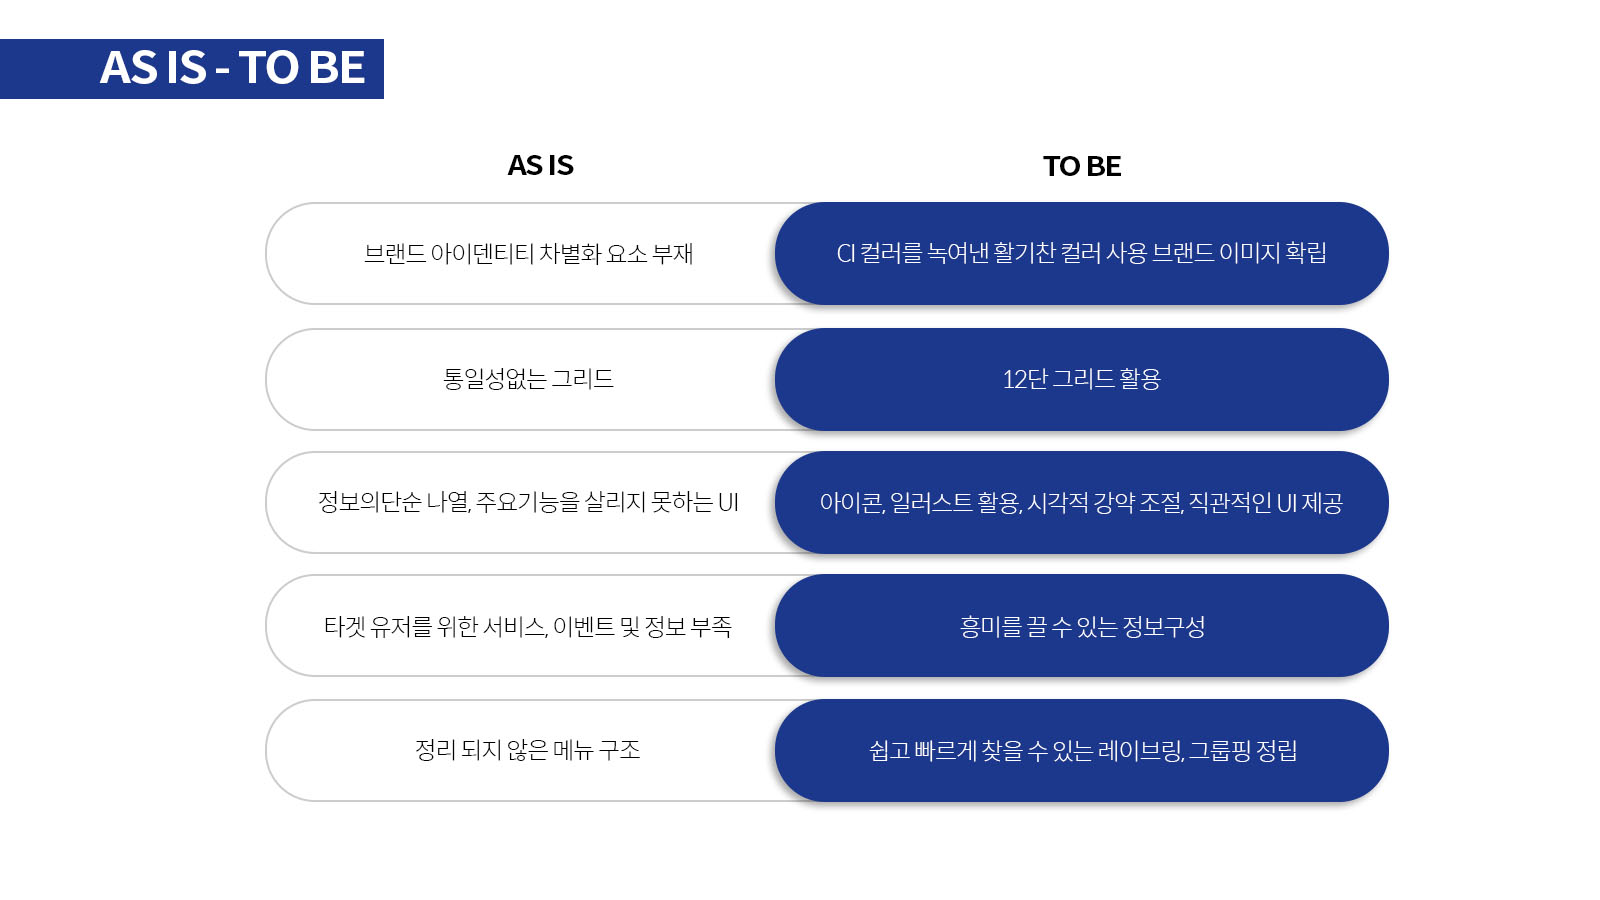 AS IS - TO BE
AS IS
TO BE
브랜드 아이덴티티 차별화 요소 부재
CI 컬러를 녹여낸 활기찬 컬러 사용 브랜드 이미지 확립
통일성없는 그리드
12단 그리드 활용
정보의단순 나열, 주요기능을 살리지 못하는 UI
아이콘, 일러스트 활용, 시각적 강약 조절, 직관적인 UI 제공
타겟 유저를 위한 서비스, 이벤트 및 정보 부족
흥미를 끌 수 있는 정보구성
정리 되지 않은 메뉴 구조
쉽고 빠르게 찾을 수 있는 레이브링, 그룹핑 정립